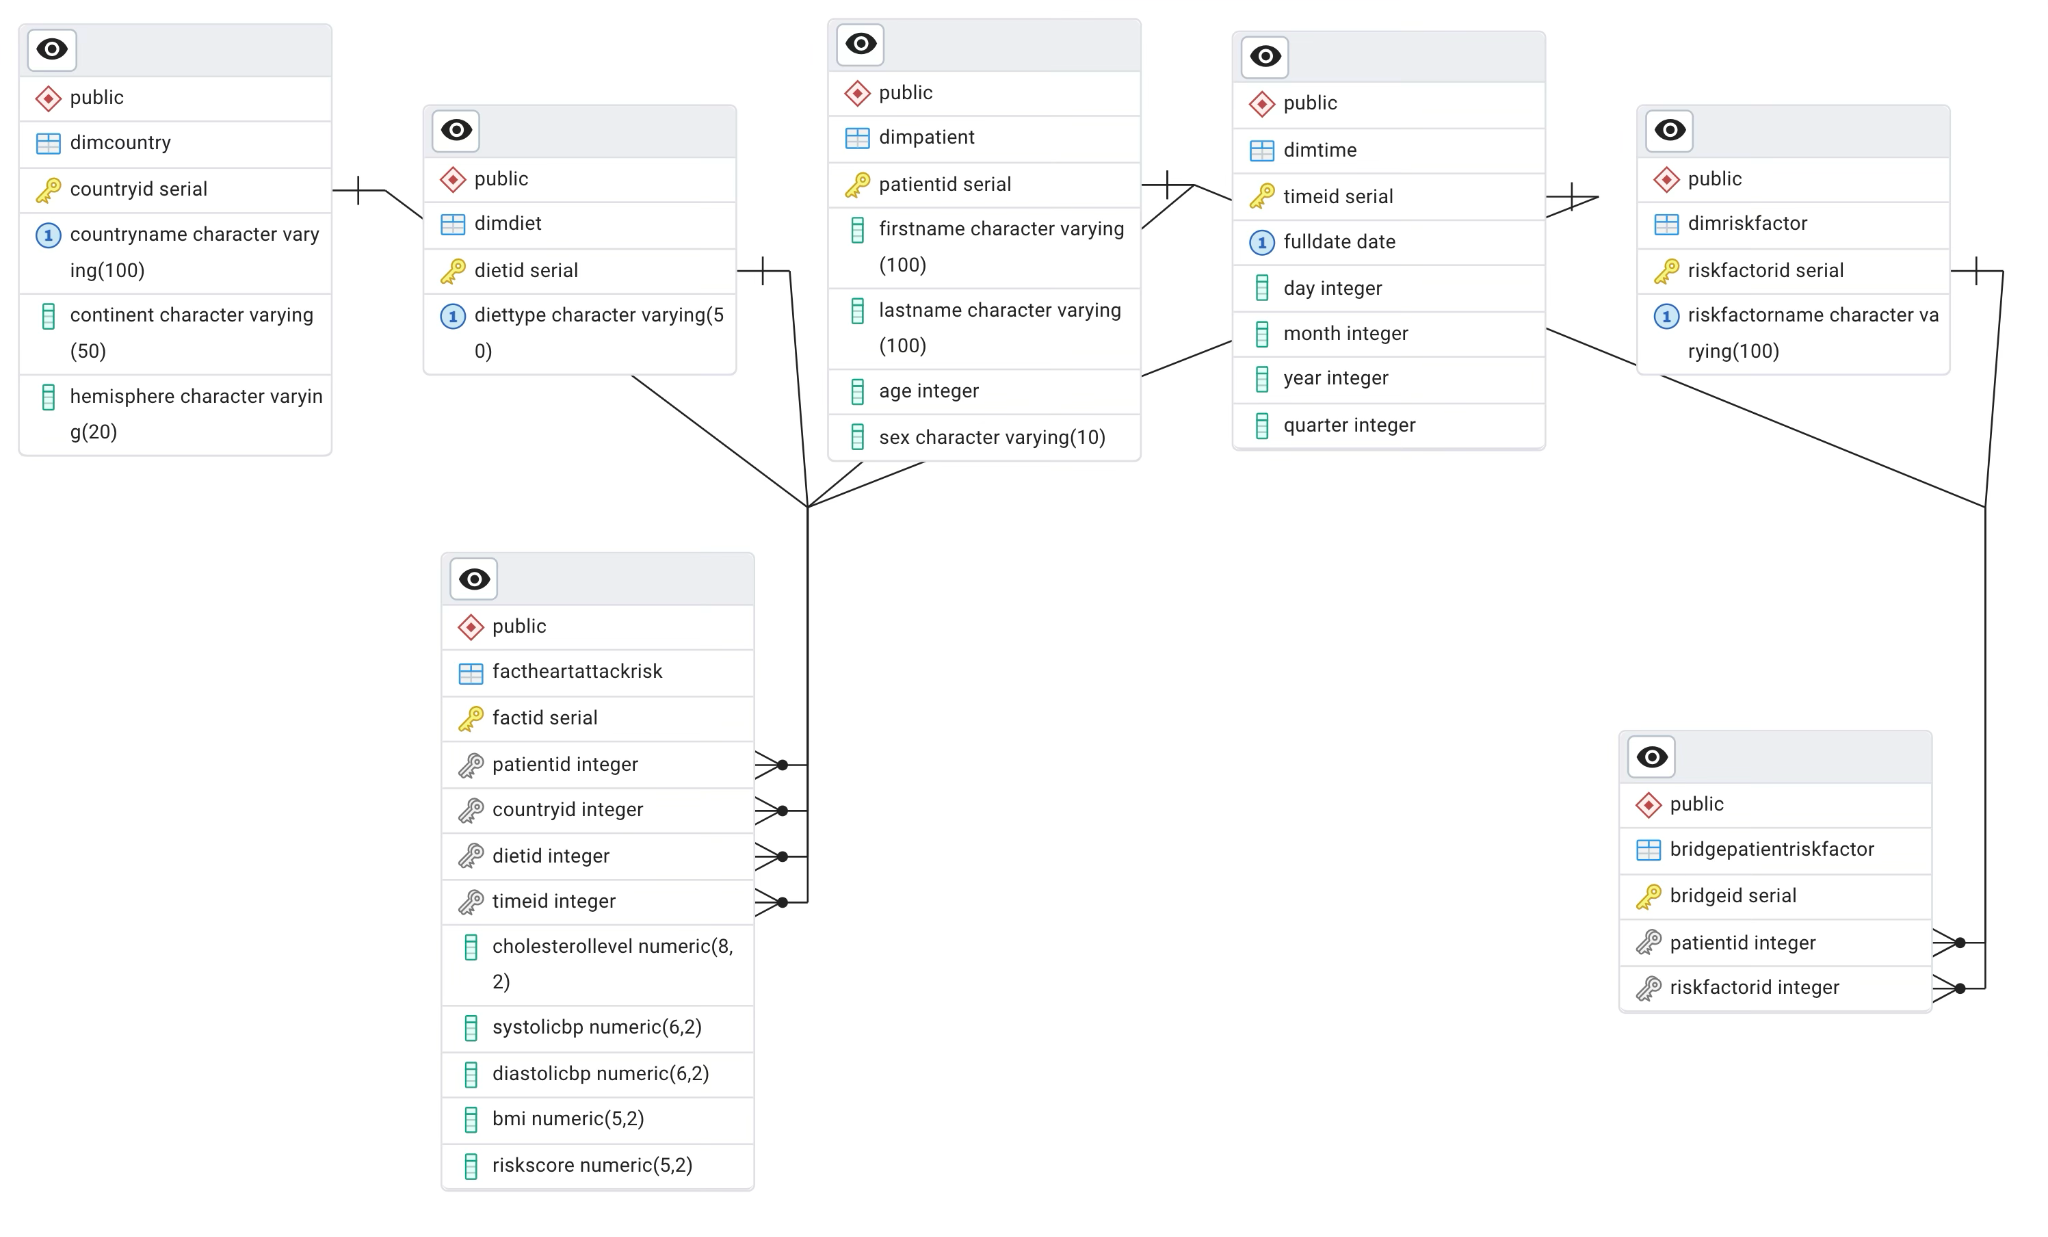 public
dimcountry
countryid serial
1 countryname character vary
ing(100)
continent character varying
(50)
hemisphere character varyin
g(20)
public
dimdiet
dietid serial
1 diettype character varying(5
0)
public
dimpatient
patientid serial
firstname character varying
(100)
lastname character varying
(100)
age integer
sex character varying(10)
public
dimtime
timeid serial
1 fulldate date
day integer
month integer
year integer
quarter integer
public
dimriskfactor
riskfactorid serial
1 riskfactorname character va
rying(100)
public
factheartattackrisk
factid serial
patientid integer
countryid integer
dietid integer
timeid integer
cholesterollevel numeric(8,
2)
systolicbp numeric(6,2)
diastolicbp numeric(6,2)
bmi numeric(5,2)
riskscore numeric(5,2)
public
bridgepatientriskfactor
bridgeid serial
patientid integer
riskfactorid integer